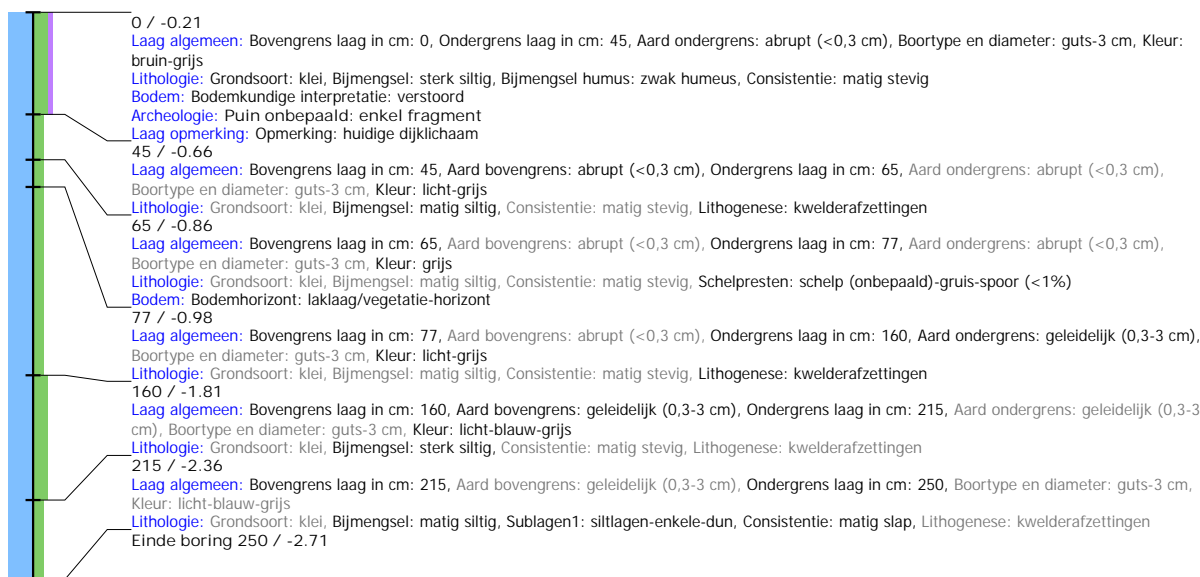 0 / -0.21
Laag algemeen: Bovengrens laag in cm: 0, Ondergrens laag in cm: 45, Aard ondergrens: abrupt (<0,3 cm), Boortype en diameter: guts-3 cm, Kleur:
bruin-grijs
Lithologie: Grondsoort: klei, Bijmengsel: sterk siltig, Bijmengsel humus: zwak humeus, Consistentie: matig stevig
Bodem: Bodemkundige interpretatie: verstoord
Archeologie: Puin onbepaald: enkel fragment
Laag opmerking: Opmerking: huidige dijklichaam
45 / -0.66
Laag algemeen: Bovengrens laag in cm: 45, Aard bovengrens: abrupt (<0,3 cm), Ondergrens laag in cm: 65, Aard ondergrens: abrupt (<0,3 cm),
Boortype en diameter: guts-3 cm, Kleur: licht-grijs
Lithologie: Grondsoort: klei, Bijmengsel: matig siltig, Consistentie: matig stevig, Lithogenese: kwelderafzettingen
65 / -0.86
Laag algemeen: Bovengrens laag in cm: 65, Aard bovengrens: abrupt (<0,3 cm), Ondergrens laag in cm: 77, Aard ondergrens: abrupt (<0,3 cm),
Boortype en diameter: guts-3 cm, Kleur: grijs
Lithologie: Grondsoort: klei, Bijmengsel: matig siltig, Consistentie: matig stevig, Schelpresten: schelp (onbepaald)-gruis-spoor (<1%)
Bodem: Bodemhorizont: laklaag/vegetatie-horizont
77 / -0.98
Laag algemeen: Bovengrens laag in cm: 77, Aard bovengrens: abrupt (<0,3 cm), Ondergrens laag in cm: 160, Aard ondergrens: geleidelijk (0,3-3 cm),
Boortype en diameter: guts-3 cm, Kleur: licht-grijs
Lithologie: Grondsoort: klei, Bijmengsel: matig siltig, Consistentie: matig stevig, Lithogenese: kwelderafzettingen
160 / -1.81
Laag algemeen: Bovengrens laag in cm: 160, Aard bovengrens: geleidelijk (0,3-3 cm), Ondergrens laag in cm: 215, Aard ondergrens: geleidelijk (0,3-3
cm), Boortype en diameter: guts-3 cm, Kleur: licht-blauw-grijs
Lithologie: Grondsoort: klei, Bijmengsel: sterk siltig, Consistentie: matig stevig, Lithogenese: kwelderafzettingen
215 / -2.36
Laag algemeen: Bovengrens laag in cm: 215, Aard bovengrens: geleidelijk (0,3-3 cm), Ondergrens laag in cm: 250, Boortype en diameter: guts-3 cm,
Kleur: licht-blauw-grijs
Lithologie: Grondsoort: klei, Bijmengsel: matig siltig, Sublagen1: siltlagen-enkele-dun, Consistentie: matig slap, Lithogenese: kwelderafzettingen
Einde boring 250 / -2.71